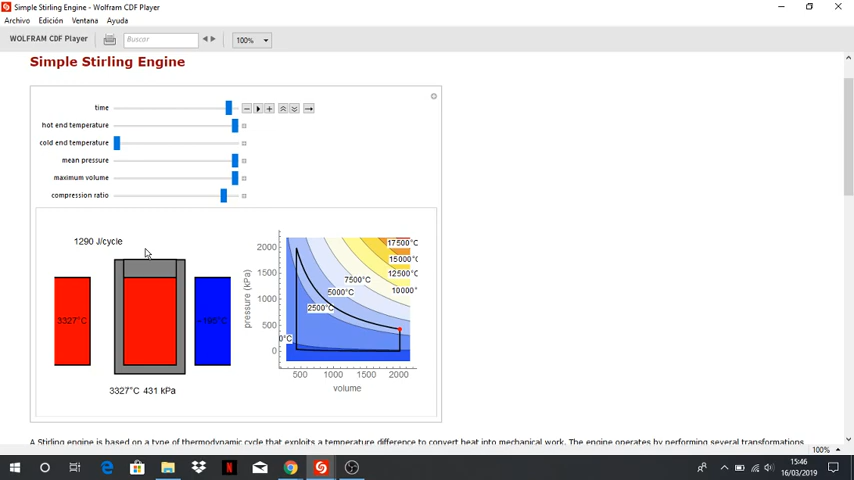 Simple Stirling Engine - Wolfram CDF Player
Archivo Edición Ventana Ayuda
WOLFRAM CDF Player Buscar 100%
Simple Stirling Engine
time
hot end temperature
cold end temperature
mean pressure
maximum volume
compression ratio
1290 J/cycle
3327°C
-195°C
3327°C 431 kPa
pressure (kPa)
2000
1500
1000
500
0
17500°C
15000°C
12500°C
10000°
7500°C
5000°C
2500°C
0°C
500 1000 1500 2000
volume
A Stirling engine is based on a type of thermodynamic cycle that exploits a temperature difference to convert heat into mechanical work. The engine operates by performing several transformations
100%
15:46
16/03/2019